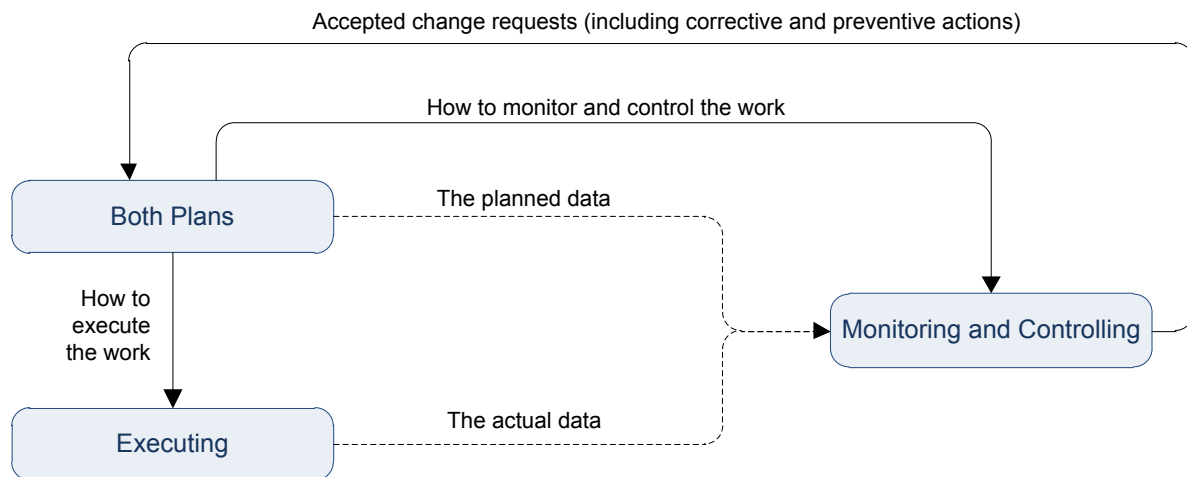 Accepted change requests (including corrective and preventive actions)
How to monitor and control the work
Both Plans
The planned data
How to
execute
the work
Monitoring and Controlling
The actual data
Executing